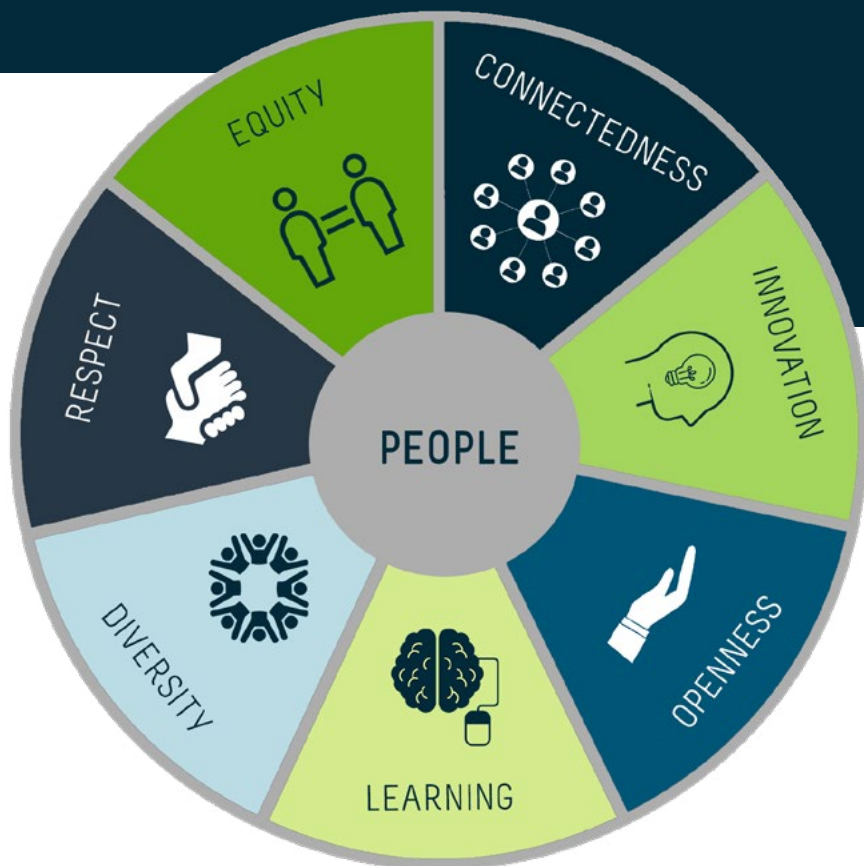 EQUITY
CONNECTEDNESS
INNOVATION
OPENNESS
LEARNING
DIVERSITY
RESPECT
PEOPLE